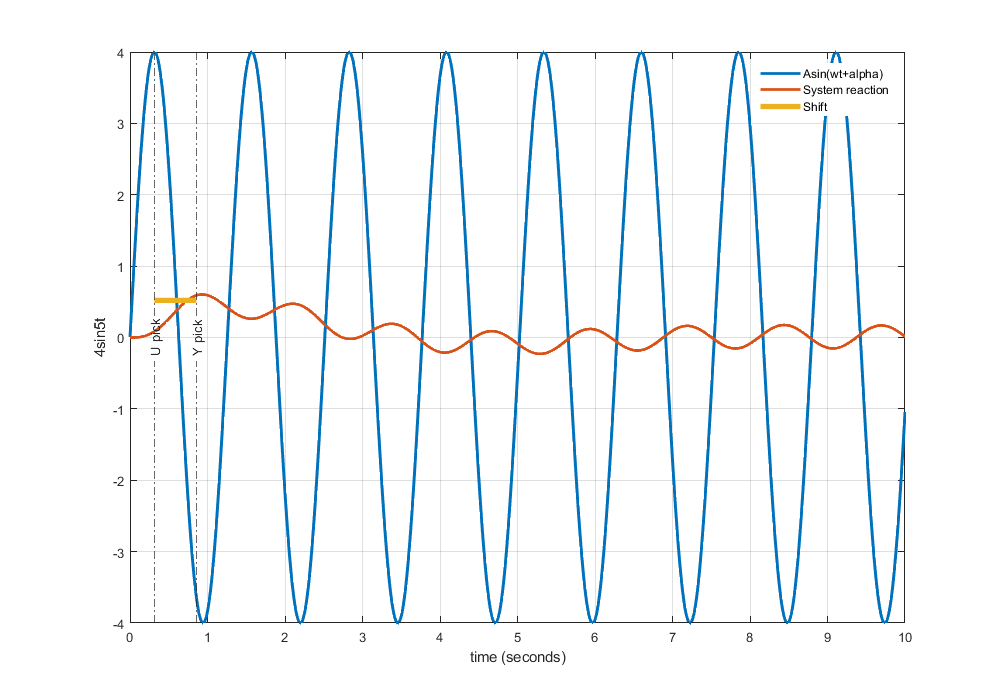 Asin(wt+alpha)
System reaction
Shift
4
3
2
1
0
-1
-2
-3
-4
4sin5t
U pick
Y pick
0 1 2 3 4 5 6 7 8 9 10
time (seconds)